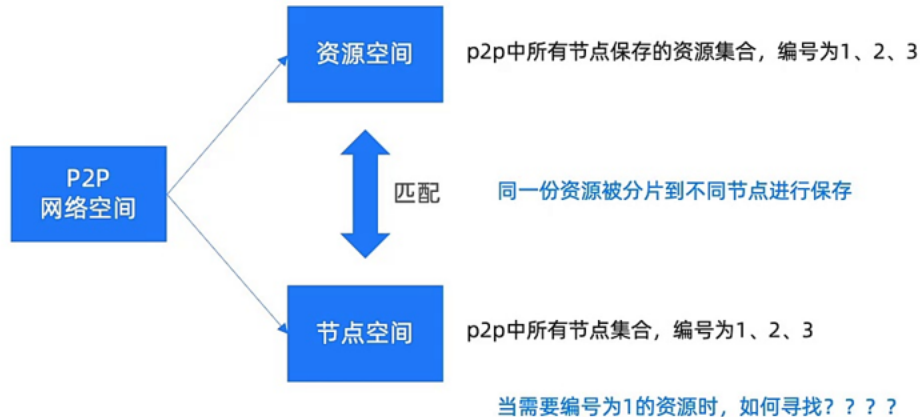 资源空间
p2p中所有节点保存的资源集合，编号为1、2、3
P2P
网络空间
匹配
同一份资源被分片到不同节点进行保存
节点空间
p2p中所有节点集合，编号为1、2、3
当需要编号为1的资源时，如何寻找？？？？